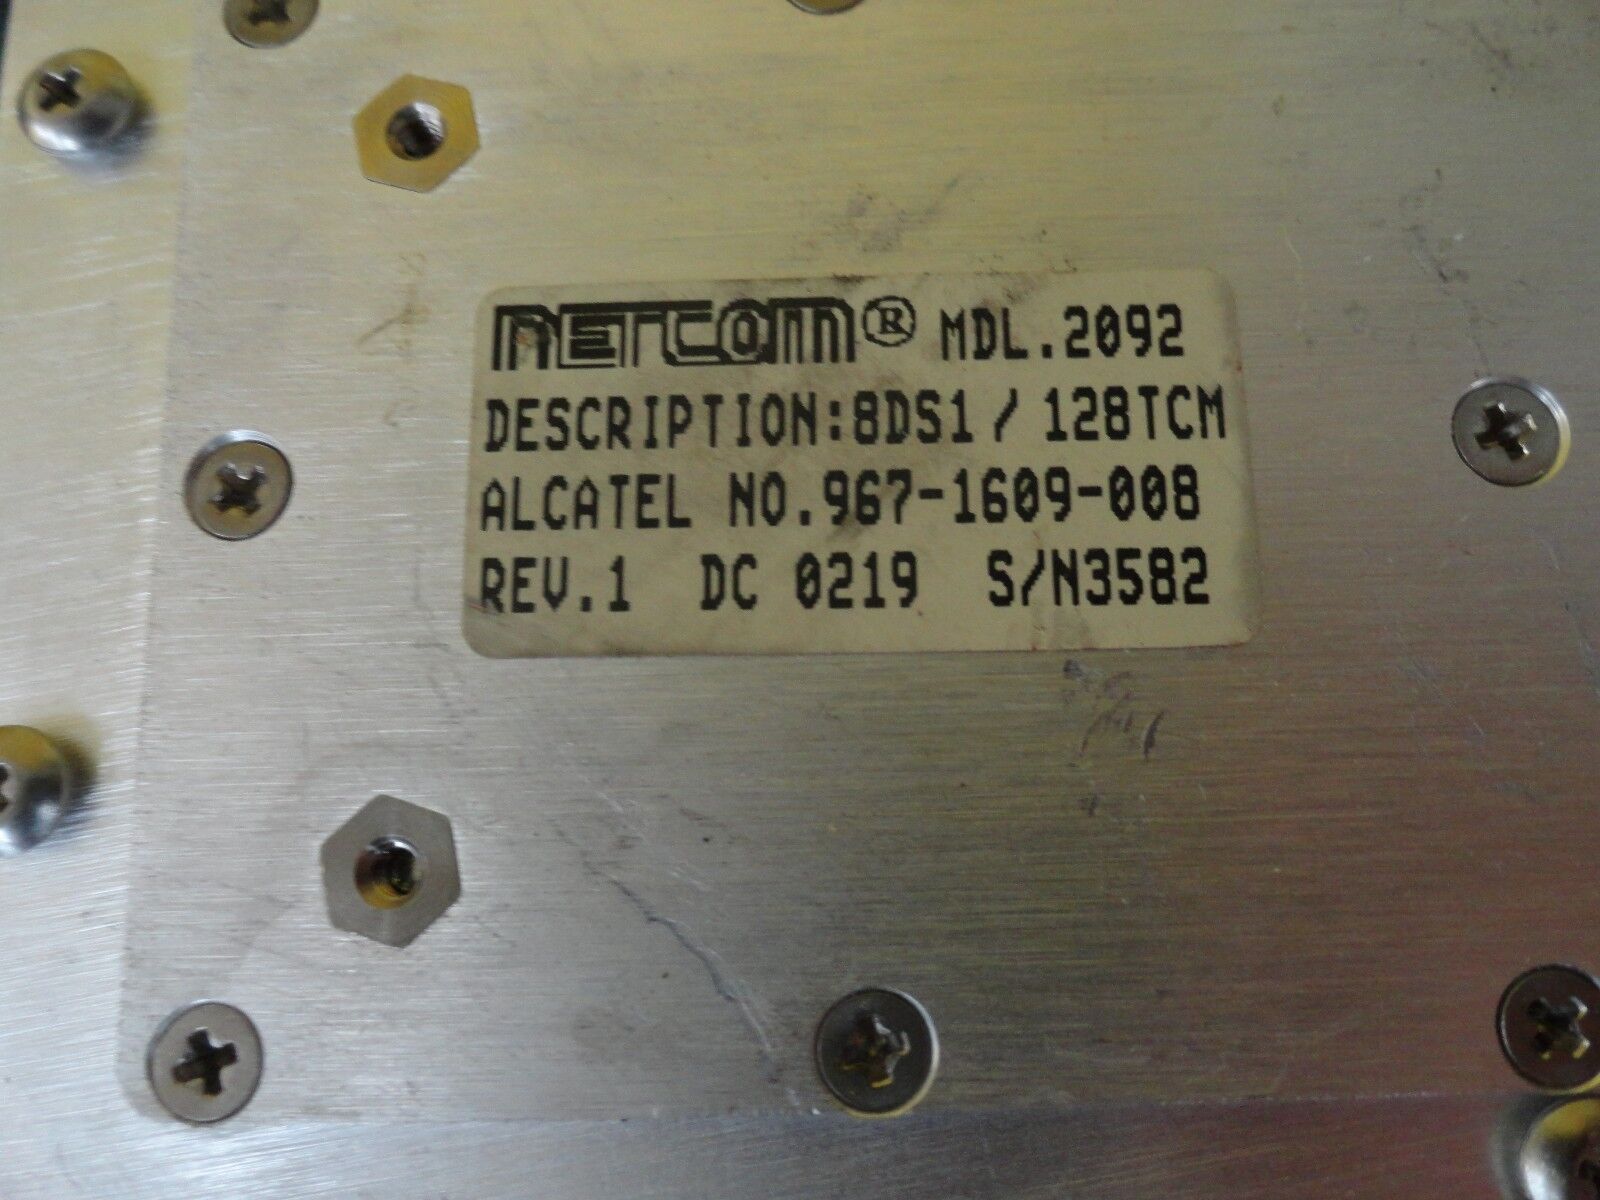 NETCOM® MDL.2092
DESCRIPTION:8DS1/128TCM
ALCATEL NO.967-1609-008
REV.1 DC 0219 S/N3582